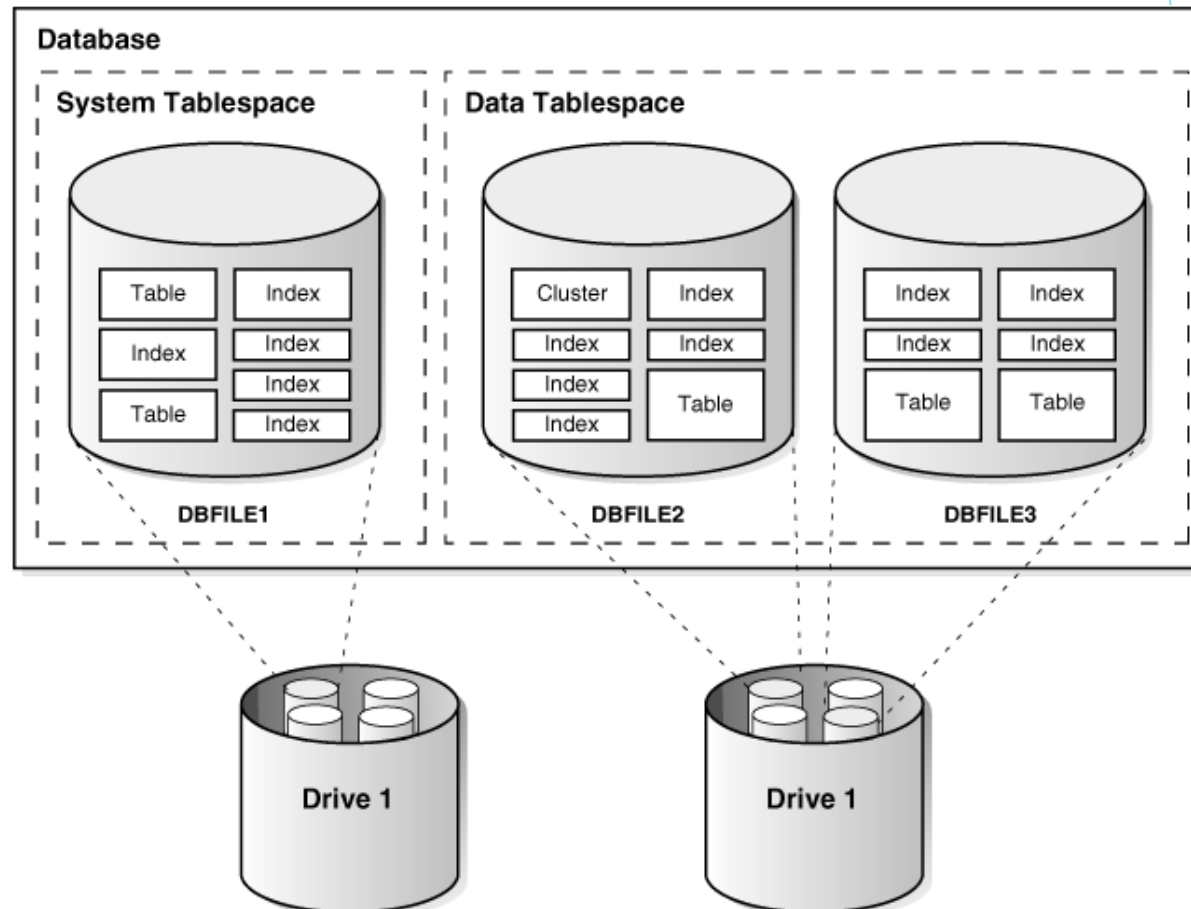 Database
System Tablespace
Table
Index
Table
Index
Index
Index
Index
DBFILE1
Data Tablespace
Cluster
Index
Index
Index
Index
Index
Table
DBFILE2
Index
Index
Table
Index
Index
Table
DBFILE3
Drive 1
Drive 1